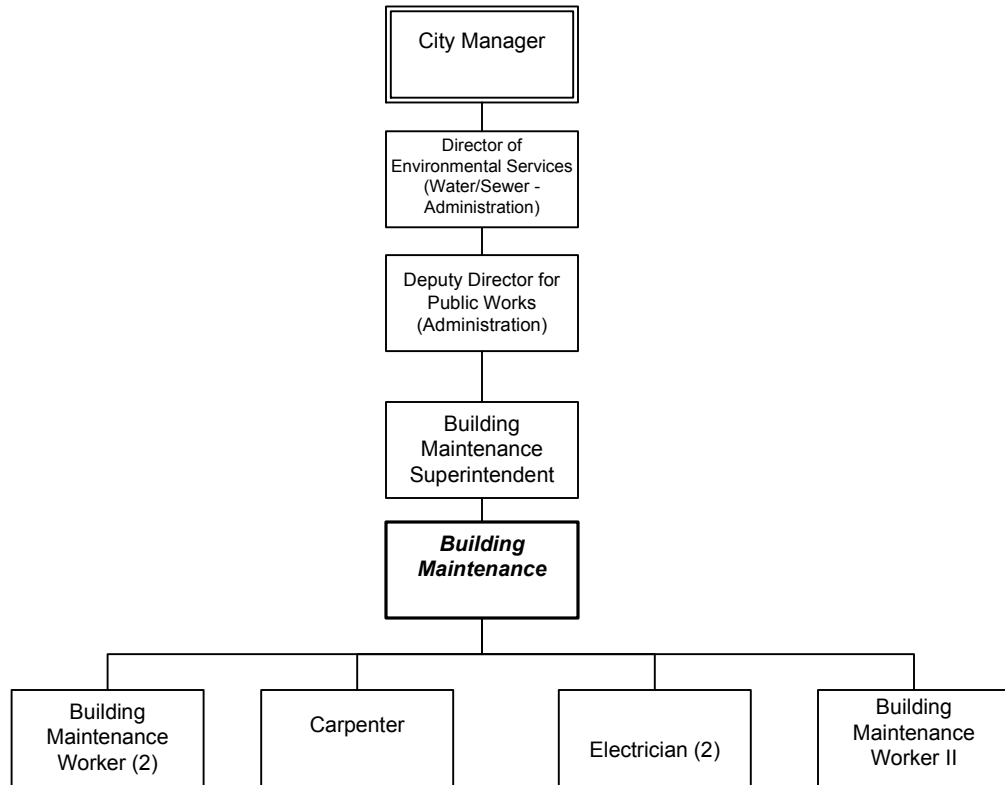 City Manager
Director of
Environmental Services
(Water/Sewer -
Administration)
Deputy Director for
Public Works
(Administration)
Building
Maintenance
Superintendent
Building
Maintenance
Building
Maintenance
Worker (2)
Carpenter
Electrician (2)
Building
Maintenance
Worker II